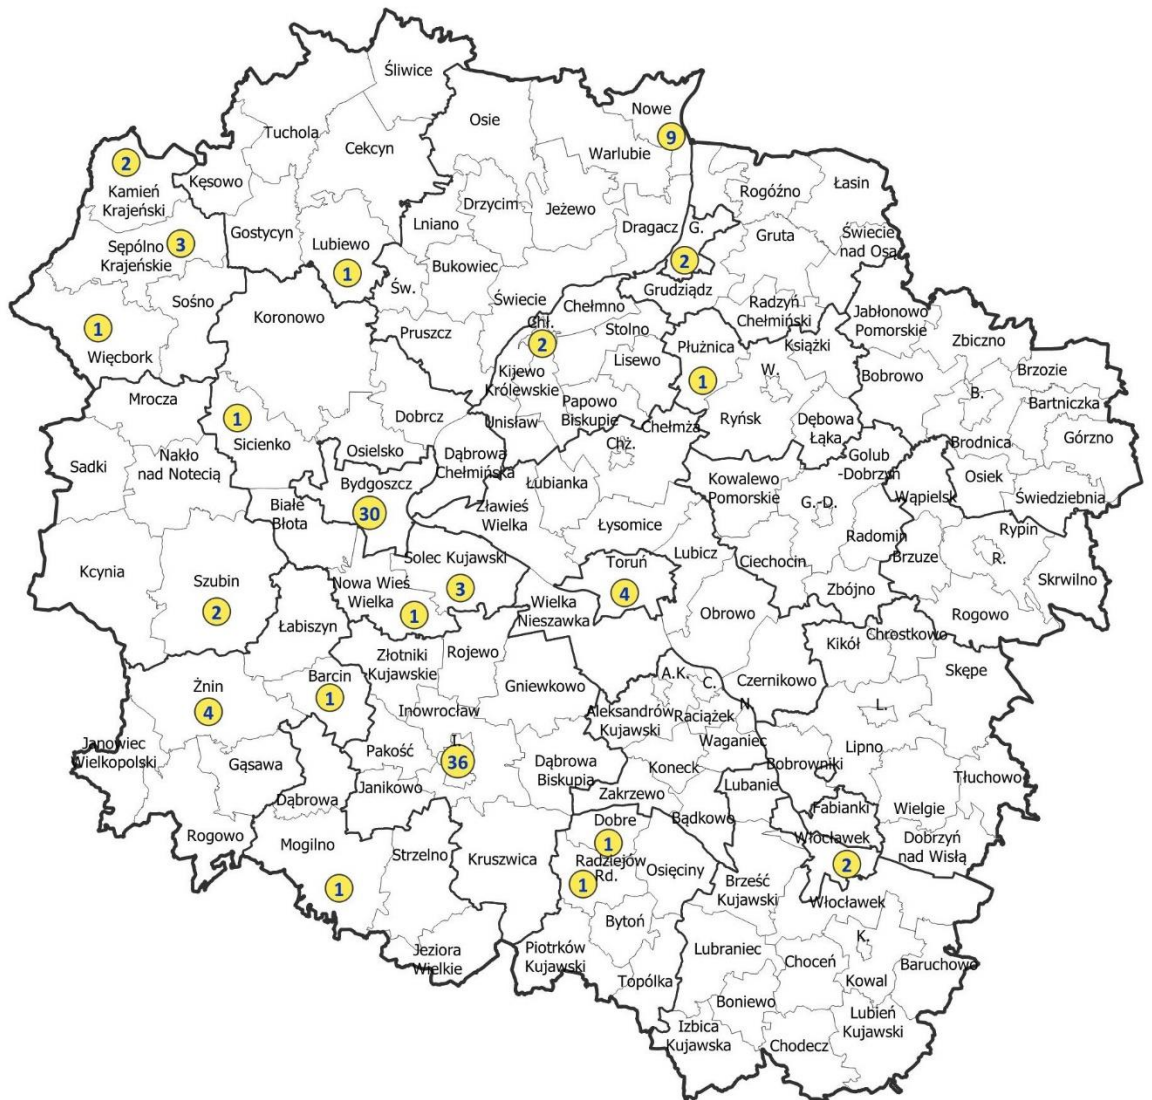 Śliwice
Nowe
Osie
9
Tuchola
Cekcyn
Warlubie
2
Kęsowo
Rogóźno
Łasin
Kamień
Krajeński
Drzycim
Jeżewo
Lniano
Dragacz
G.
Gostycyn
Lubiewo
Gruta
Świecie
nad Osą
Sępólno
Krajeńskie
3
2
Bukowiec
1
Św.
Grudziądz
Sośno
Świecie
Chełmno
Radzyń
Chełmiński
Jabłonowo
Pomorskie
Koronowo
Chł.
Stolno
1
Pruszcz
2
Płużnica
Książki
Zbiczno
Więcbork
Lisewo
Kijewo
Królewskie
1
W.
Bobrowo
Brzozie
B.
Bartniczka
Mrocza
Papowo
Biskupie
1
Dobrcz
Unisław
Chełmża
Ryńsk
Dębowa
Łąka
Sicienko
Chż.
Brodnica
Górzno
Osielsko
Nakło
nad Notecią
Sadki
Dąbrowa
Chełmińska
Golub
-Dobrzyń
Bydgoszcz
Łubianka
Kowalewo
Pomorskie
Osiek
Wąpielsk
Świedziebnia
Białe
Błota
30
Zławieś
Wielka
Łysomice
G.-D.
Radomin
Rypin
Solec Kujawski
Lubicz
Ciechocin
Brzuze
R.
Kcynia
Szubin
Nowa Wieś
Wielka
3
Toruń
4
Zbójno
Skrwilno
2
1
Wielka
Nieszawka
Obrowo
Rogowo
Łabiszyn
Chrostkowo
Kikół
Złotniki
Kujawskie
Rojewo
Skępe
Żnin
Barcin
Gniewkowo
A.K.
C.
Czernikowo
4
1
Inowrocław
Aleksandrów
Kujawski
Raciążek
N.
L.
Janowiec
Wielkopolski
Pakość
I.
Waganiec
Lipno
Gąsawa
36
Dąbrowa
Biskupia
Koneck
Bobrowniki
Tłuchowo
Dąbrowa
Janikowo
Zakrzewo
Lubanie
Fabianki
Wielgie
Rogowo
Dobre
Bądkowo
Mogilno
1
Włocławek
Dobrzyń
nad Wisłą
Strzelno
Kruszwica
Radziejów
Rd.
Osięciny
2
1
1
Brześć
Kujawski
Włocławek
Bytoń
K.
Jeziora
Wielkie
Piotrków
Kujawski
Lubraniec
Choceń
Baruchowo
Topólka
Kowal
Boniewo
Lubień
Kujawski
Izbica
Kujawska
Chodecz